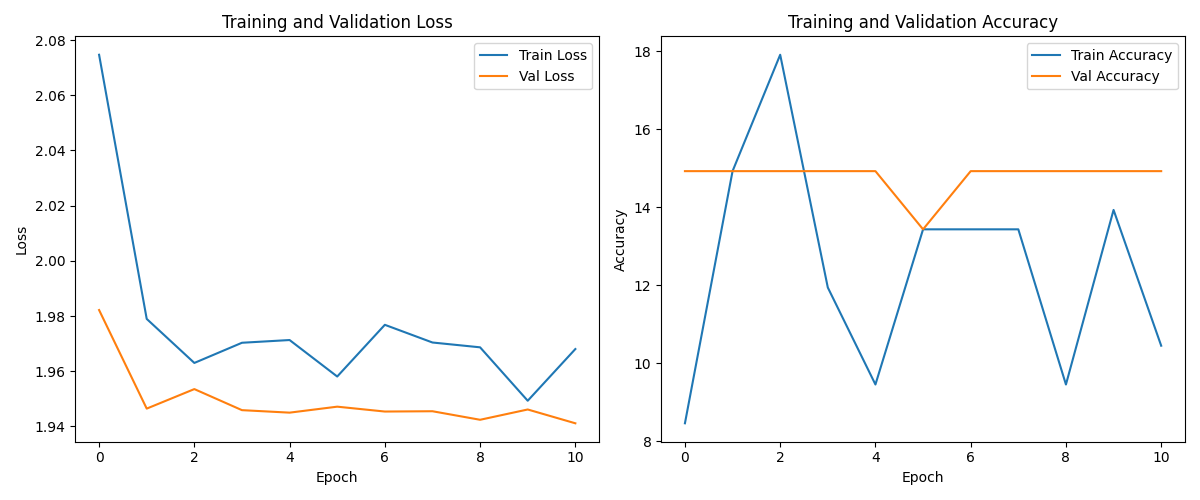 Training and Validation Loss
2.08
2.06
2.04
2.02
2.00
1.98
1.96
1.94
Loss
Train Loss
Val Loss
0 2 4 6 8 10
Epoch
Training and Validation Accuracy
18
16
14
12
10
8
Accuracy
Train Accuracy
Val Accuracy
0 2 4 6 8 10
Epoch